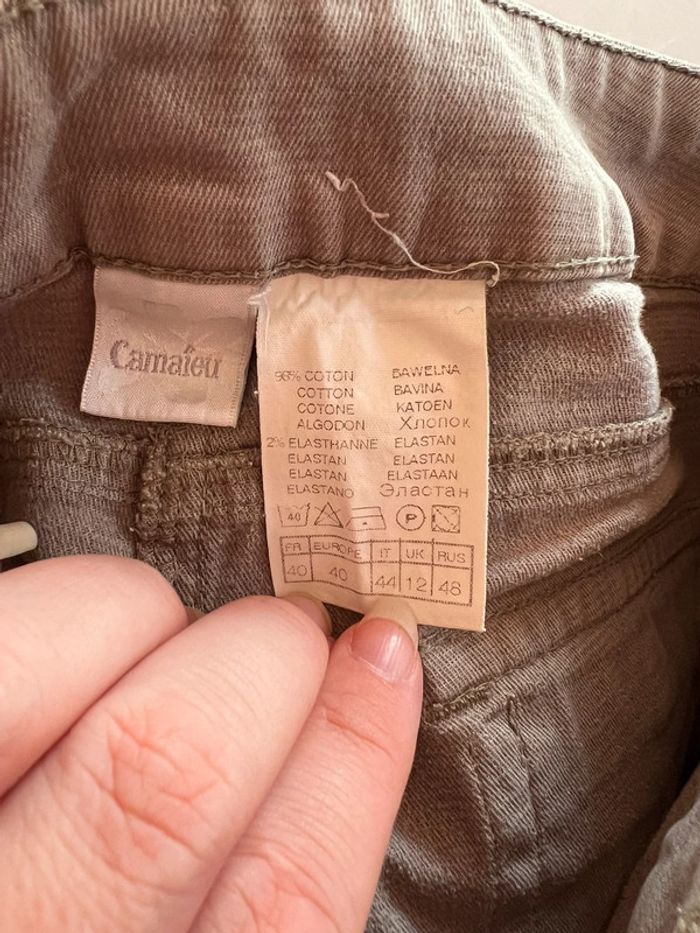 Camaïeu
98% COTON BAWELNA
COTTON BAVINA
COTONE KATOEN
ALGODON Хлопок
2% ELASTHANNE ELASTAN
ELASTAN ELASTAN
ELASTAN ELASTAAN
ELASTANO Эластан
40 P
FR EUROPE IT UK RUS
40 40 44 12 48